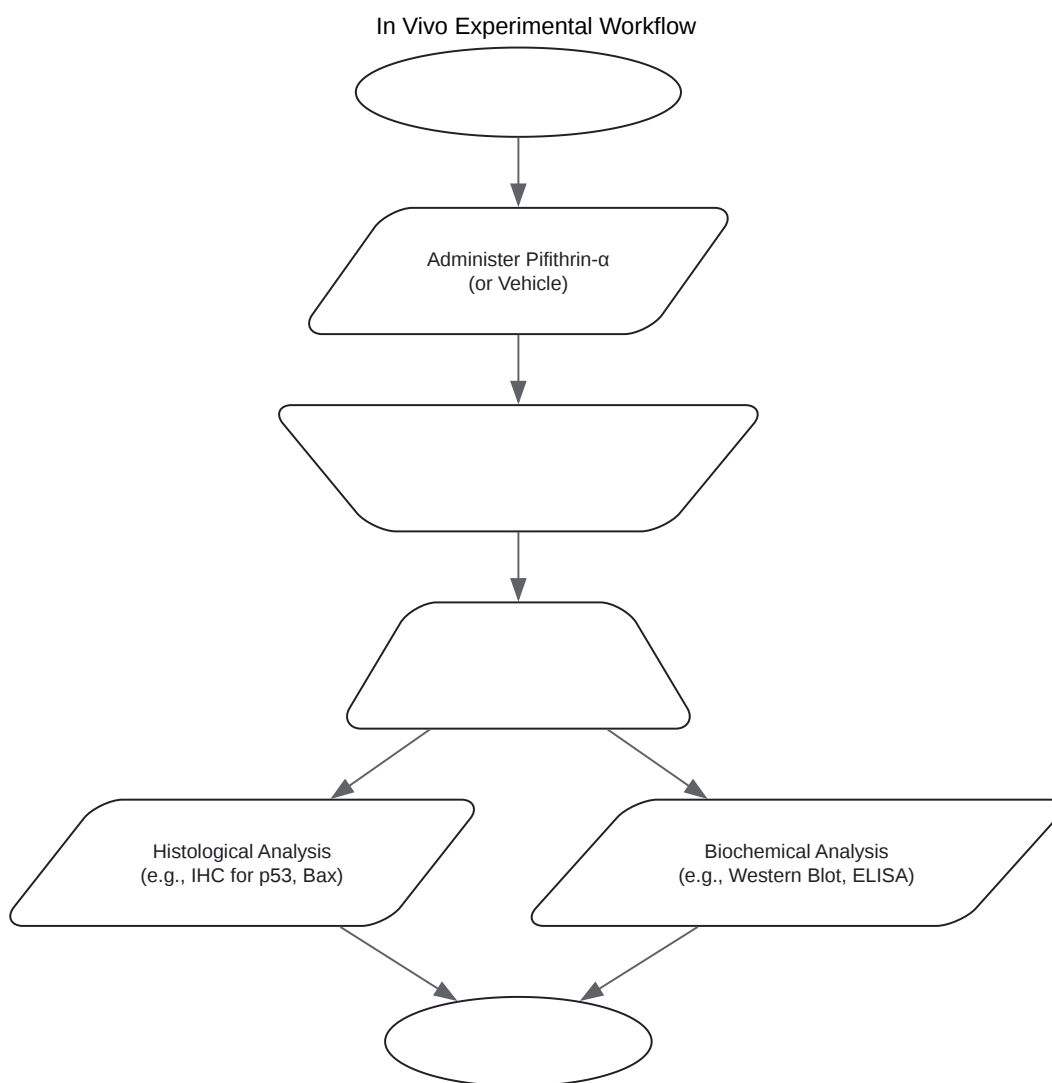 In Vivo Experimental Workflow
Administer Pifithrin-α
(or Vehicle)
Histological Analysis
(e.g., IHC for p53, Bax)
Biochemical Analysis
(e.g., Western Blot, ELISA)